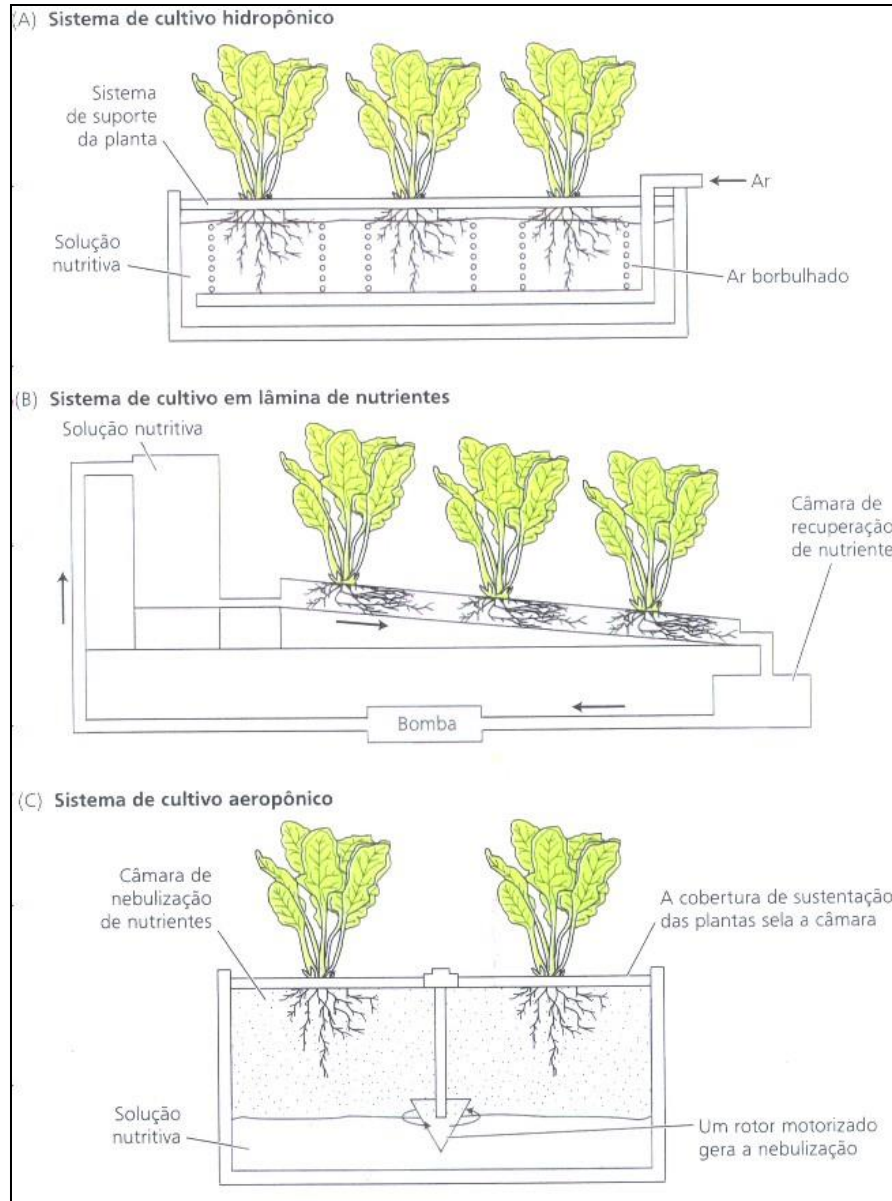 (A) Sistema de cultivo hidropônico
Sistema
de suporte
da planta
Ar
Solução
nutritiva
Ar borbulhado
(B) Sistema de cultivo em lâmina de nutrientes
Solução nutritiva
Câmara de
recuperação
de nutriente
Bomba
(C) Sistema de cultivo aeropônico
Câmara de
nebulização
de nutrientes
A cobertura de sustentação
das plantas sela a câmara
Solução
nutritiva
Um rotor motorizado
gera a nebulização